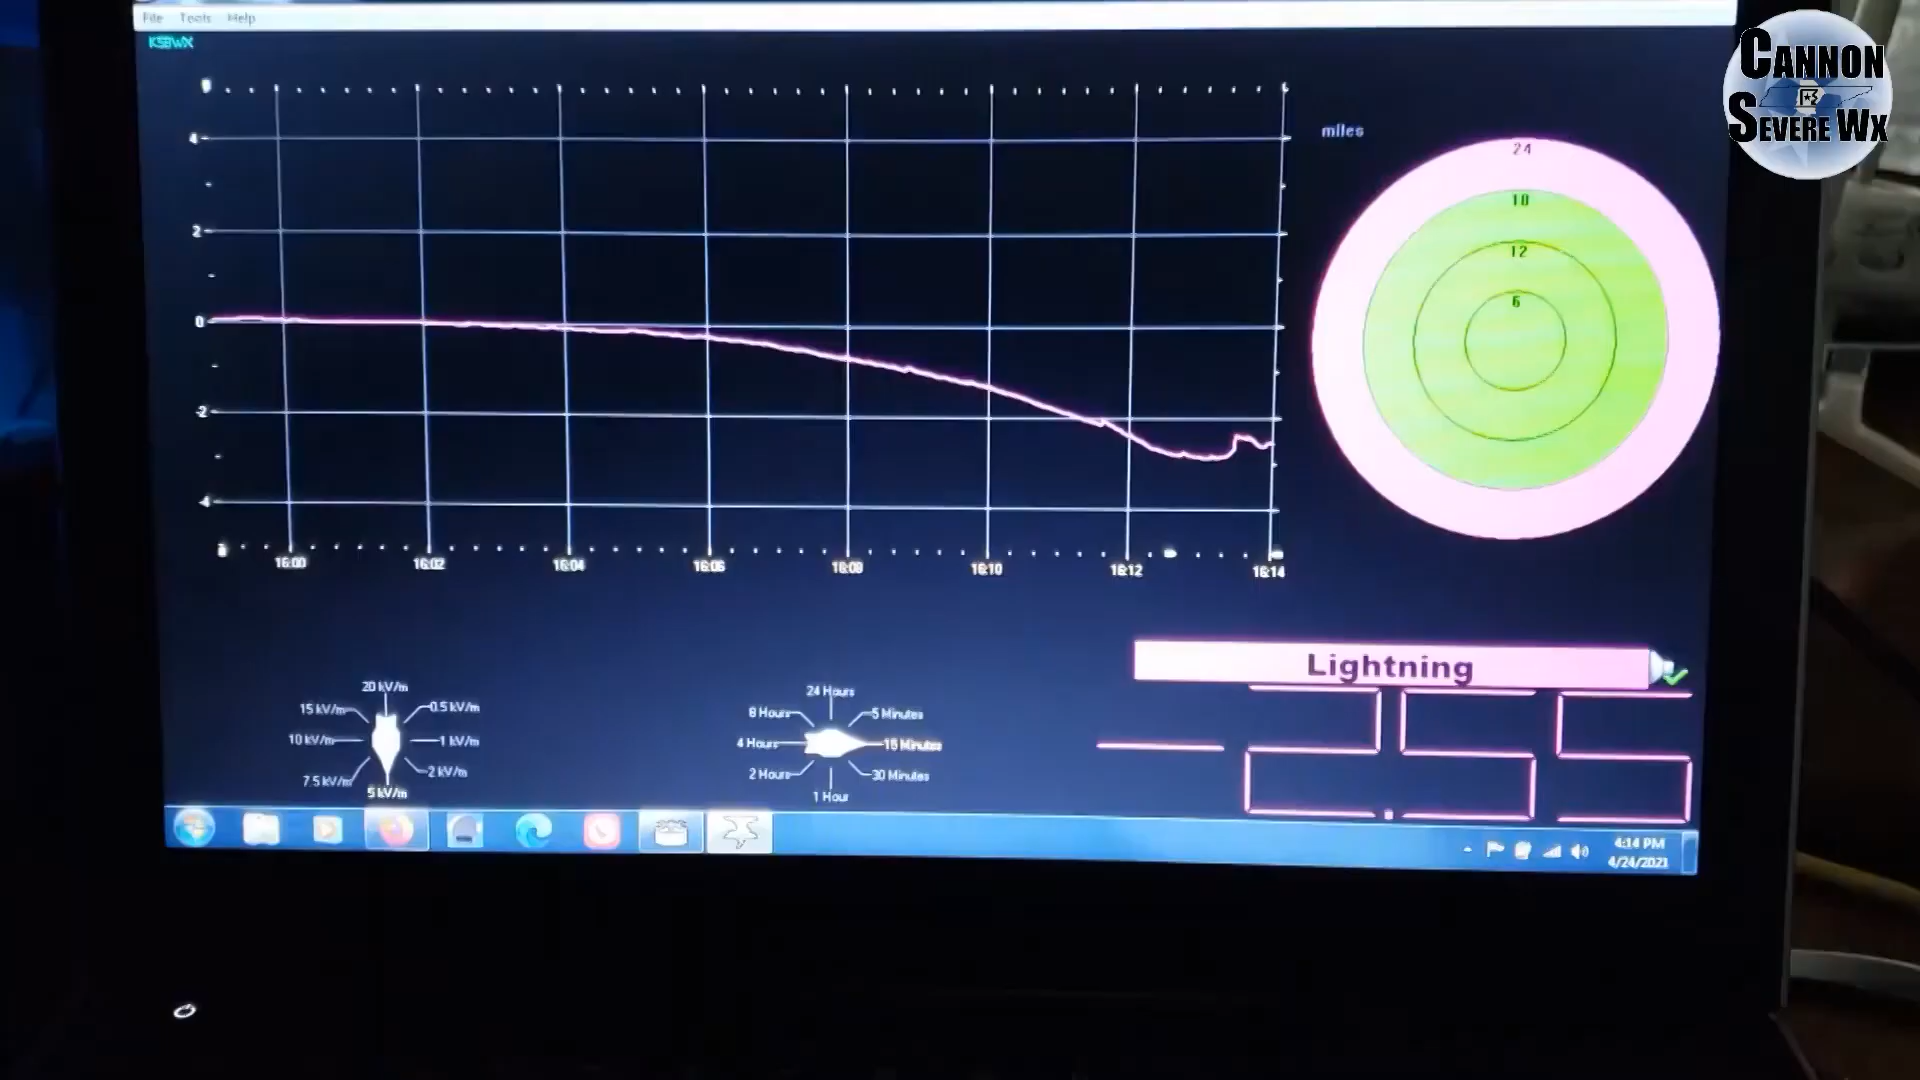 File Tools Help
K5BWX
CANNON
SEVERE WX
miles
24
18
12
6
4
2
0
-2
-4
16:00 16:02 16:04 16:06 16:08 16:10 16:12 16:14
Lightning
20 kV/m
15 kV/m 0.5 kV/m
10 kV/m 1 kV/m
7.5 kV/m 2 kV/m
5 kV/m
24 Hours
8 Hours 5 Minutes
4 Hours 15 Minutes
2 Hours 30 Minutes
1 Hour
-2.65
4:14 PM
4/24/2021